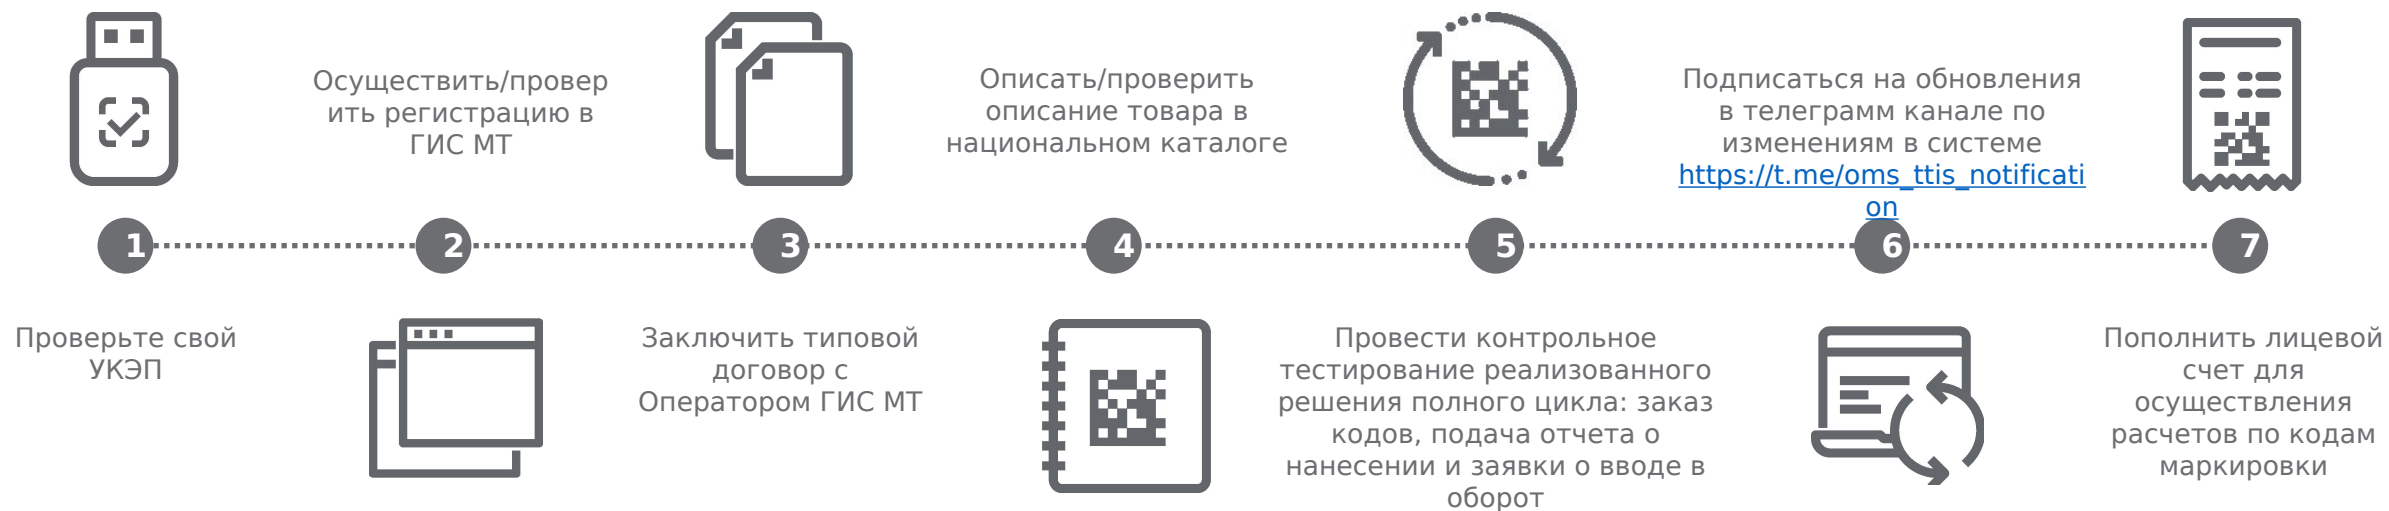 Осуществить/провер
ить регистрацию в
ГИС МТ
Описать/проверить
описание товара в
национальном каталоге
Подписаться на обновления
в телеграмм канале по
изменениям в системе
https://t.me/oms_ttis_notificati
on
1
2
3
4
5
6
7
Проверьте свой
УКЭП
Заключить типовой
договор с
Оператором ГИС МТ
Провести контрольное
тестирование реализованного
решения полного цикла: заказ
кодов, подача отчета о
нанесении и заявки о вводе в
оборот
Пополнить лицевой
счет для
осуществления
расчетов по кодам
маркировки